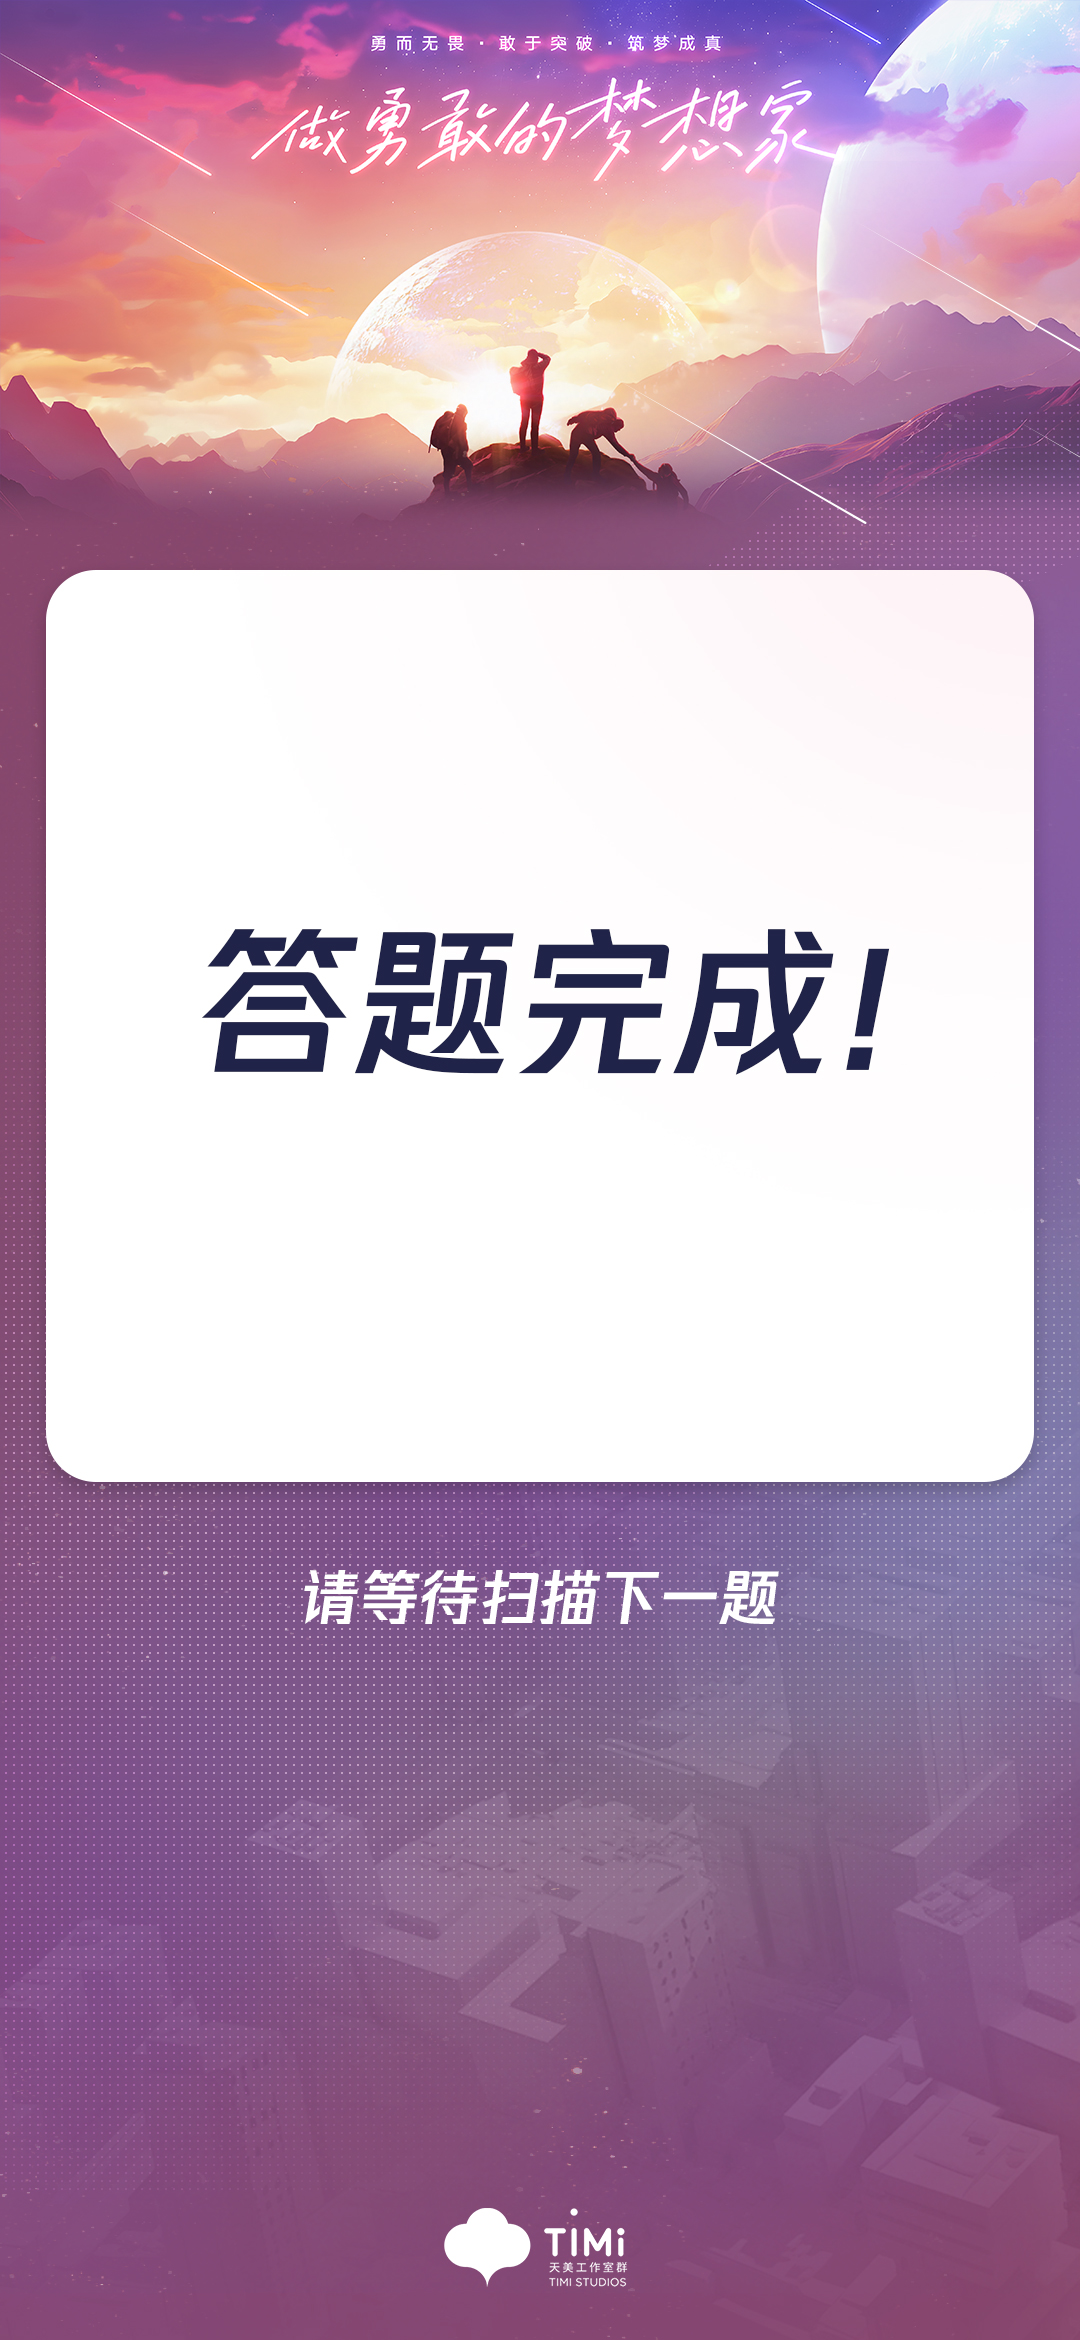 勇而无畏·敢于突破·筑梦成真
做勇敢的梦想家
答题完成！
请等待扫描下一题
TiMi
天美工作室群
TIMI STUDIOS